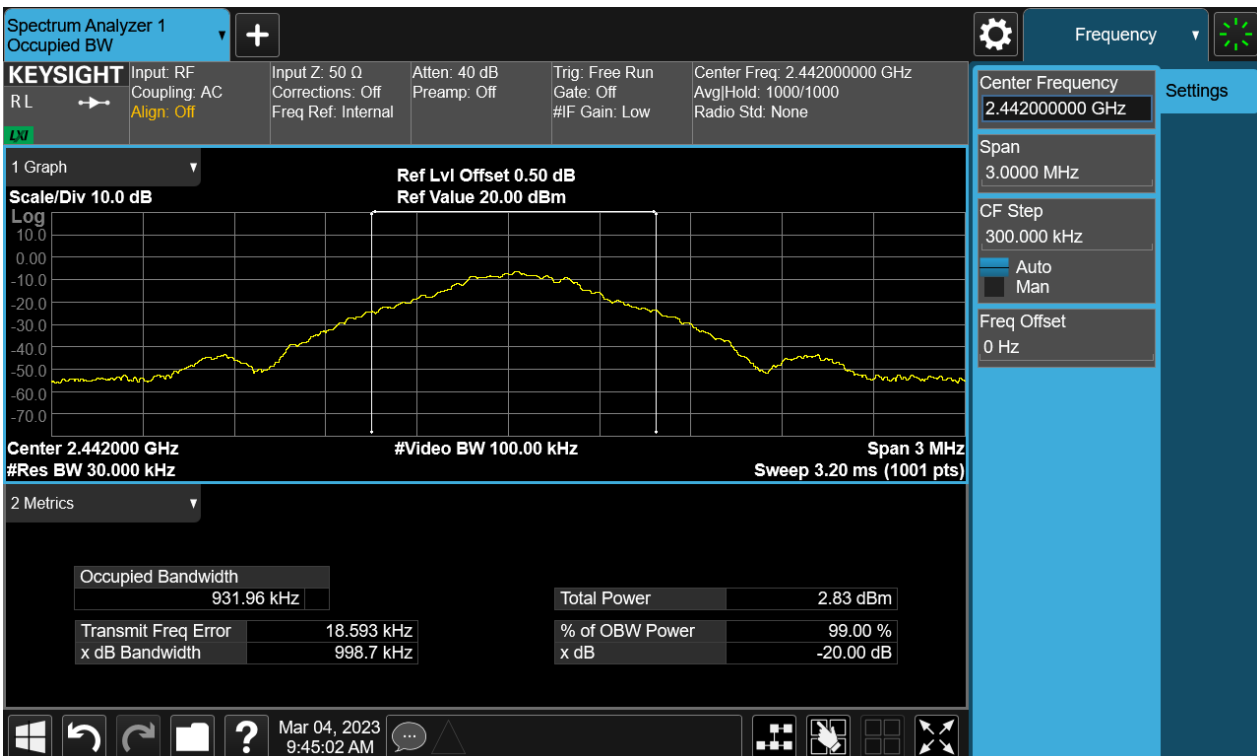 Spectrum Analyzer 1
Occupied BW
+
Frequency
KEYSIGHT
R L
LXI
Input: RF
Coupling: AC
Align: Off
Input Z: 50 Ω
Corrections: Off
Freq Ref: Internal
Atten: 40 dB
Preamp: Off
Trig: Free Run
Gate: Off
#IF Gain: Low
Center Freq: 2.442000000 GHz
Avg|Hold: 1000/1000
Radio Std: None
Center Frequency
2.442000000 GHz
Settings
Span
3.0000 MHz
CF Step
300.000 kHz
Auto
Man
Freq Offset
0 Hz
1 Graph
Scale/Div 10.0 dB
Ref Lvl Offset 0.50 dB
Ref Value 20.00 dBm
Log
10.0
0.00
-10.0
-20.0
-30.0
-40.0
-50.0
-60.0
-70.0
Center 2.442000 GHz
#Video BW 100.00 kHz
Span 3 MHz
#Res BW 30.000 kHz
Sweep 3.20 ms (1001 pts)
2 Metrics
Occupied Bandwidth
931.96 kHz
Total Power 2.83 dBm
Transmit Freq Error 18.593 kHz
% of OBW Power 99.00 %
x dB Bandwidth 998.7 kHz
x dB -20.00 dB
?
Mar 04, 2023
9:45:02 AM